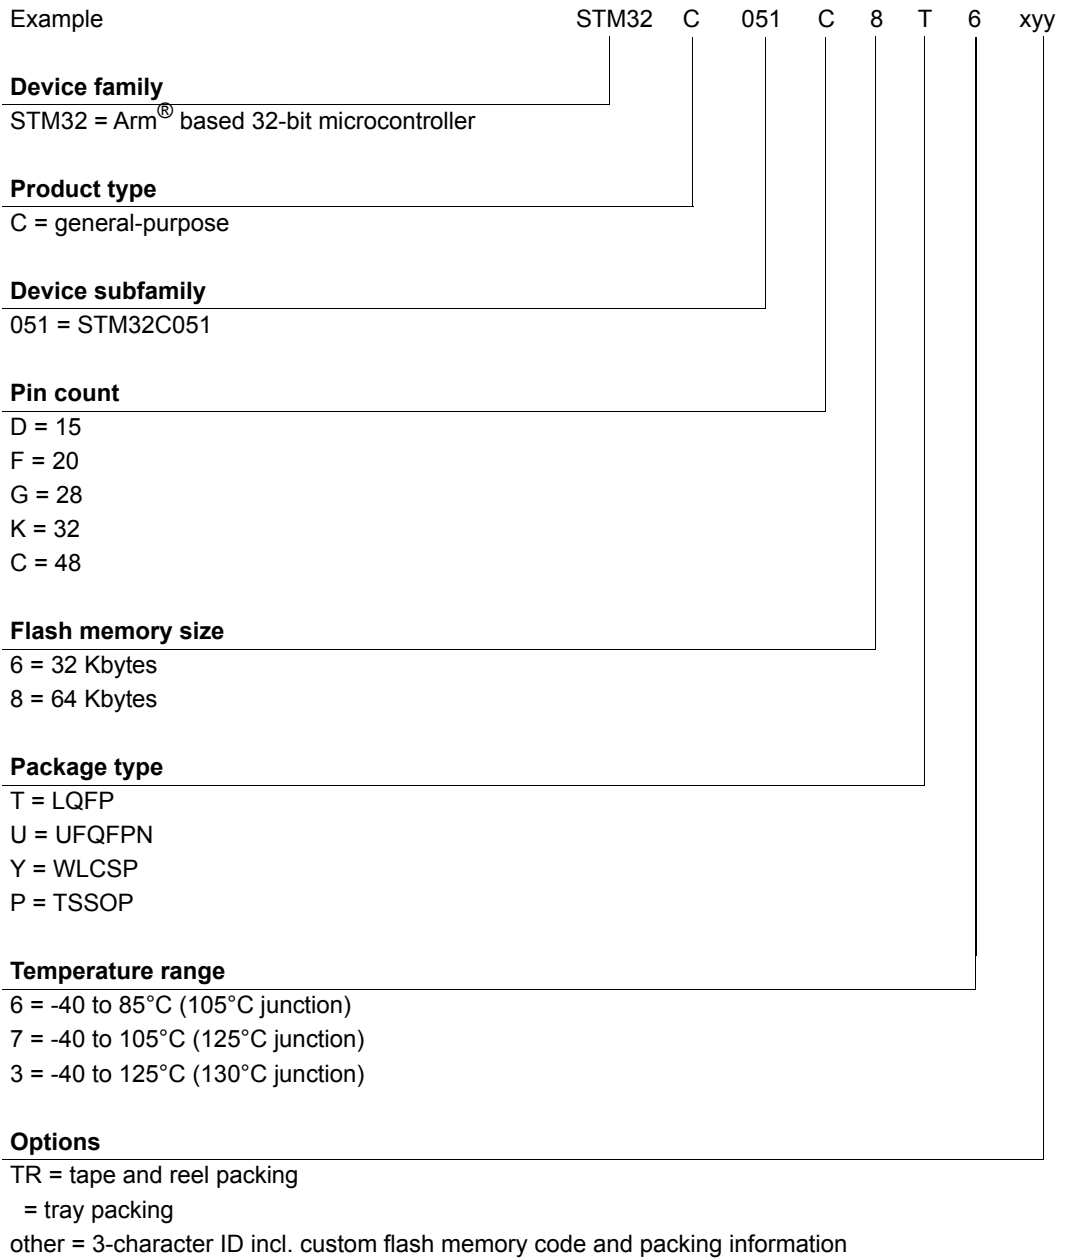 Example STM32 C 051 C 8 T 6 xyy
Device family
STM32 = Arm® based 32-bit microcontroller
Product type
C = general-purpose
Device subfamily
051 = STM32C051
Pin count
D = 15
F = 20
G = 28
K = 32
C = 48
Flash memory size
6 = 32 Kbytes
8 = 64 Kbytes
Package type
T = LQFP
U = UFQFPN
Y = WLCSP
P = TSSOP
Temperature range
6 = -40 to 85°C (105°C junction)
7 = -40 to 105°C (125°C junction)
3 = -40 to 125°C (130°C junction)
Options
TR = tape and reel packing
= tray packing
other = 3-character ID incl. custom flash memory code and packing information